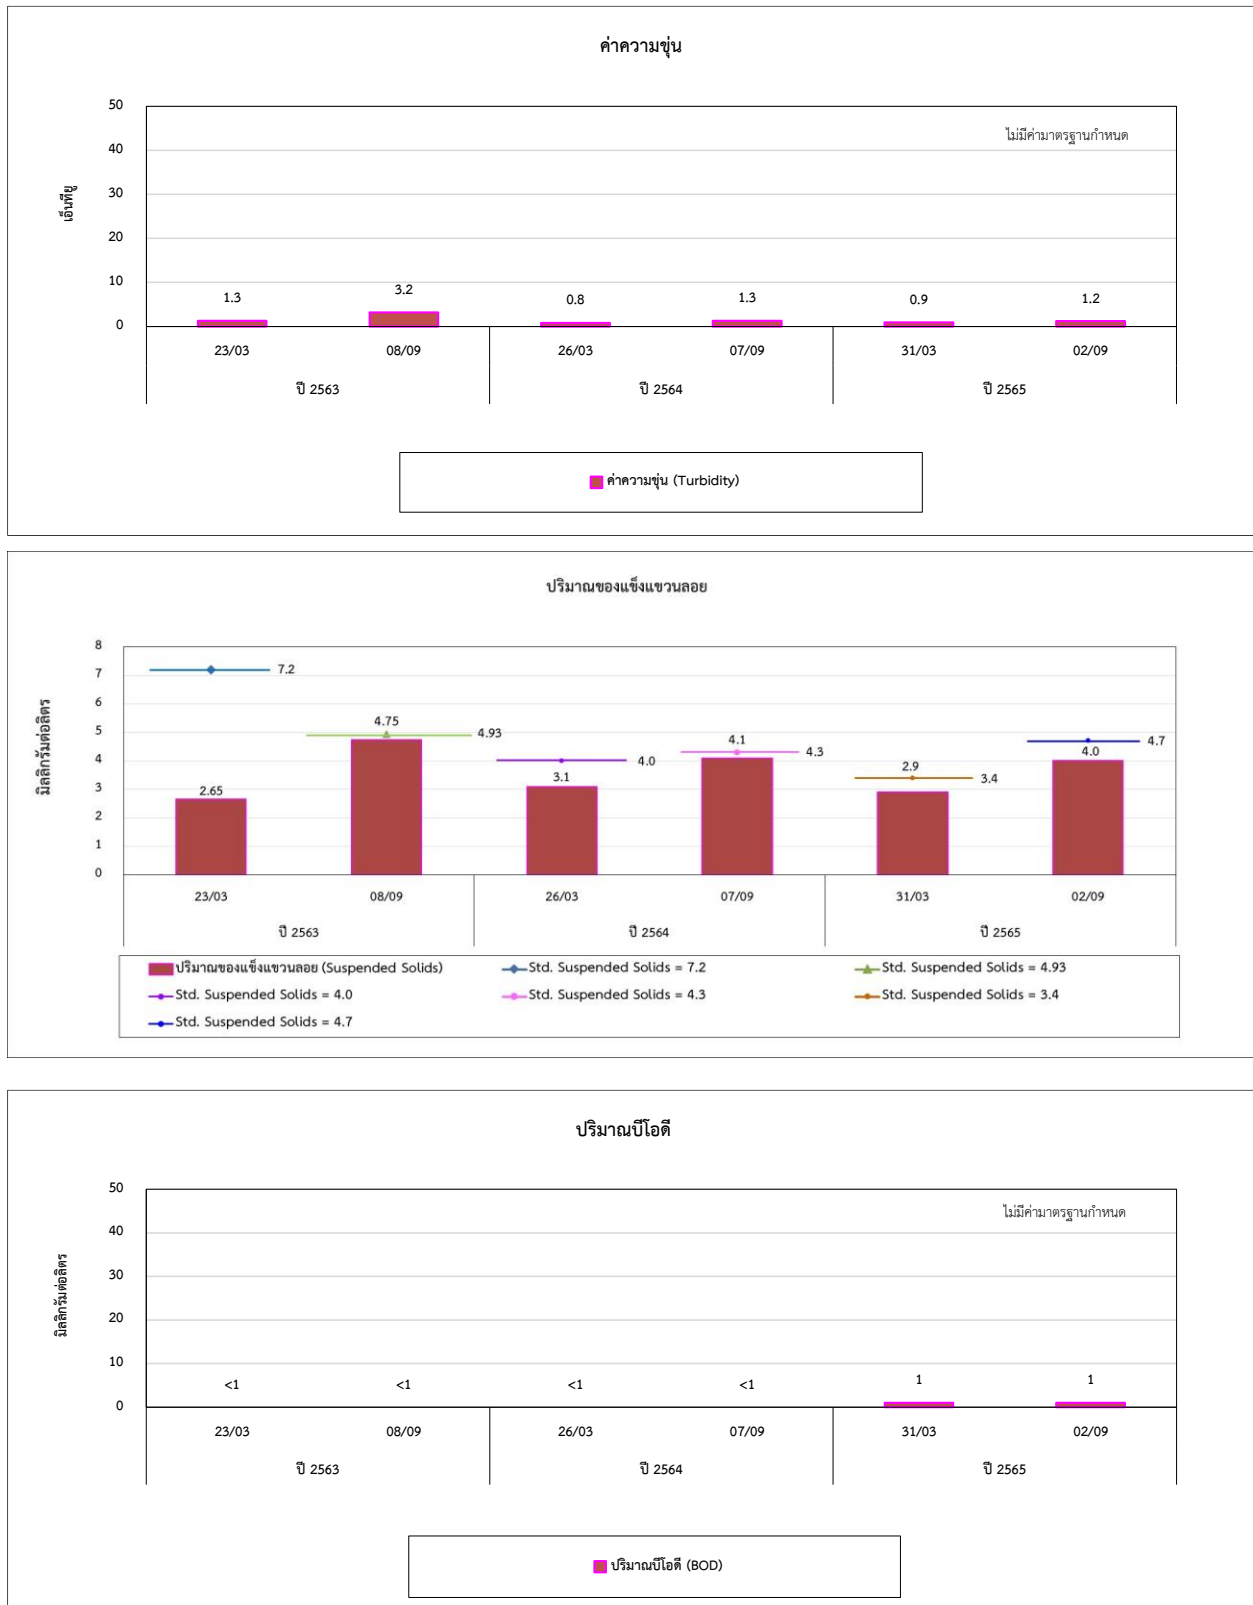 ค่าความขุ่น
50
ไม่มีค่ามาตรฐานกำหนด
40
30
เอ็นทียู
20
10
1.3 3.2 0.8 1.3 0.9 1.2
0
23/03 08/09 26/03 07/09 31/03 02/09
ปี 2563 ปี 2564 ปี 2565
ค่าความขุ่น (Turbidity)
ปริมาณของแข็งแขวนลอย
มิลลิกรัมต่อลิตร
8
7
7.2
6
5
4.75 4.93 4.1 4.3 4.0 4.7
4
4.0
3
2.65 3.1 2.9 3.4
2
1
0
23/03 08/09 26/03 07/09 31/03 02/09
ปี 2563 ปี 2564 ปี 2565
ปริมาณของแข็งแขวนลอย (Suspended Solids) Std. Suspended Solids = 7.2 Std. Suspended Solids = 4.93
Std. Suspended Solids = 4.0 Std. Suspended Solids = 4.3 Std. Suspended Solids = 3.4
Std. Suspended Solids = 4.7
ปริมาณบีโอดี
50
ไม่มีค่ามาตรฐานกำหนด
40
30
มิลลิกรัมต่อลิตร
20
10
<1 <1 <1 <1 1 1
0
23/03 08/09 26/03 07/09 31/03 02/09
ปี 2563 ปี 2564 ปี 2565
ปริมาณบีโอดี (BOD)